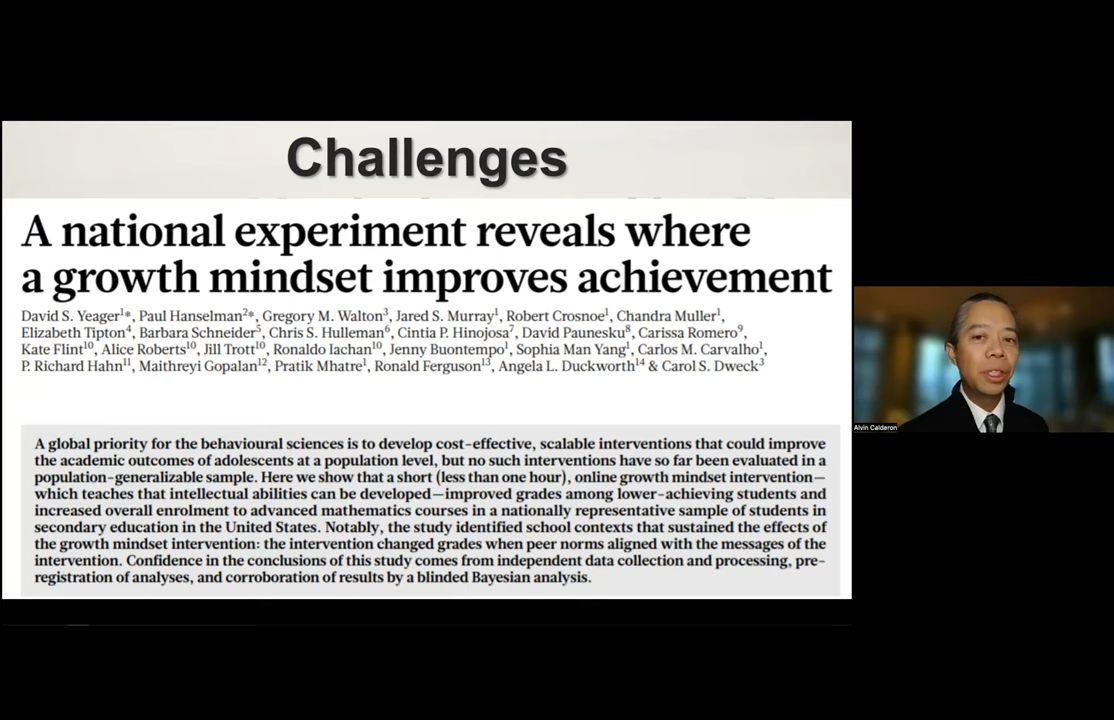 Challenges
A national experiment reveals where
a growth mindset improves achievement
David S. Yeager1*, Paul Hanselman2*, Gregory M. Walton3, Jared S. Murray1, Robert Crosnoe1, Chandra Muller1,
Elizabeth Tipton4, Barbara Schneider5, Chris S. Hulleman6, Cintia P. Hinojosa7, David Paunesku8, Carissa Romero9,
Kate Flint10, Alice Roberts10, Jill Trott10, Ronaldo Iachan10, Jenny Buontempo1, Sophia Man Yang1, Carlos M. Carvalho1,
P. Richard Hahn11, Maithreyi Gopalan12, Pratik Mhatre1, Ronald Ferguson13, Angela L. Duckworth14 & Carol S. Dweck3
A global priority for the behavioural sciences is to develop cost-effective, scalable interventions that could improve
the academic outcomes of adolescents at a population level, but no such interventions have so far been evaluated in a
population-generalizable sample. Here we show that a short (less than one hour), online growth mindset intervention—
which teaches that intellectual abilities can be developed—improved grades among lower-achieving students and
increased overall enrolment to advanced mathematics courses in a nationally representative sample of students in
secondary education in the United States. Notably, the study identified school contexts that sustained the effects of
the growth mindset intervention: the intervention changed grades when peer norms aligned with the messages of the
intervention. Confidence in the conclusions of this study comes from independent data collection and processing, pre-
registration of analyses, and corroboration of results by a blinded Bayesian analysis.
Alvin Calderon